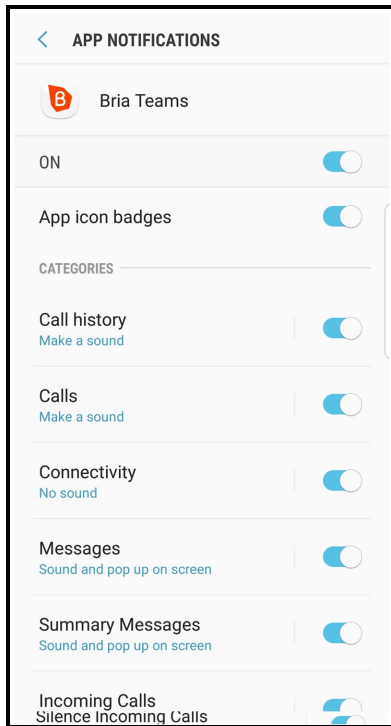 APP NOTIFICATIONS
B
Bria Teams
ON
App icon badges
CATEGORIES
Call history
Make a sound
Calls
Make a sound
Connectivity
No sound
Messages
Sound and pop up on screen
Summary Messages
Sound and pop up on screen
Incoming Calls
Silence Incoming Calls